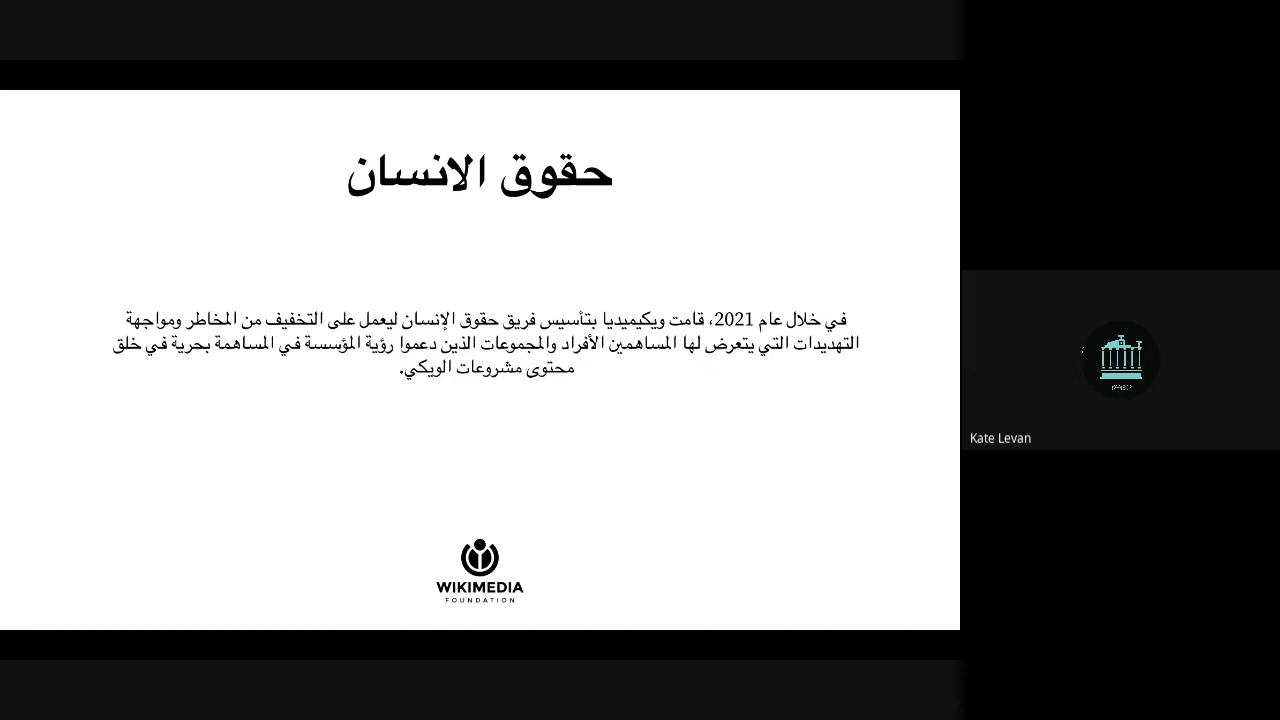 حقوق الانسان
في خلال عام 2021، قامت ويكيميديا بتأسيس فريق حقوق الإنسان ليعمل على التخفيف من المخاطر ومواجهة
التهديدات التي يتعرض لها المساهمين الأفراد والمجموعات الذين دعموا رؤية المؤسسة في المساهمة بحرية في خلق
محتوى مشروعات الويكي.
WIKIMEDIA
FOUNDATION
Kate Levan